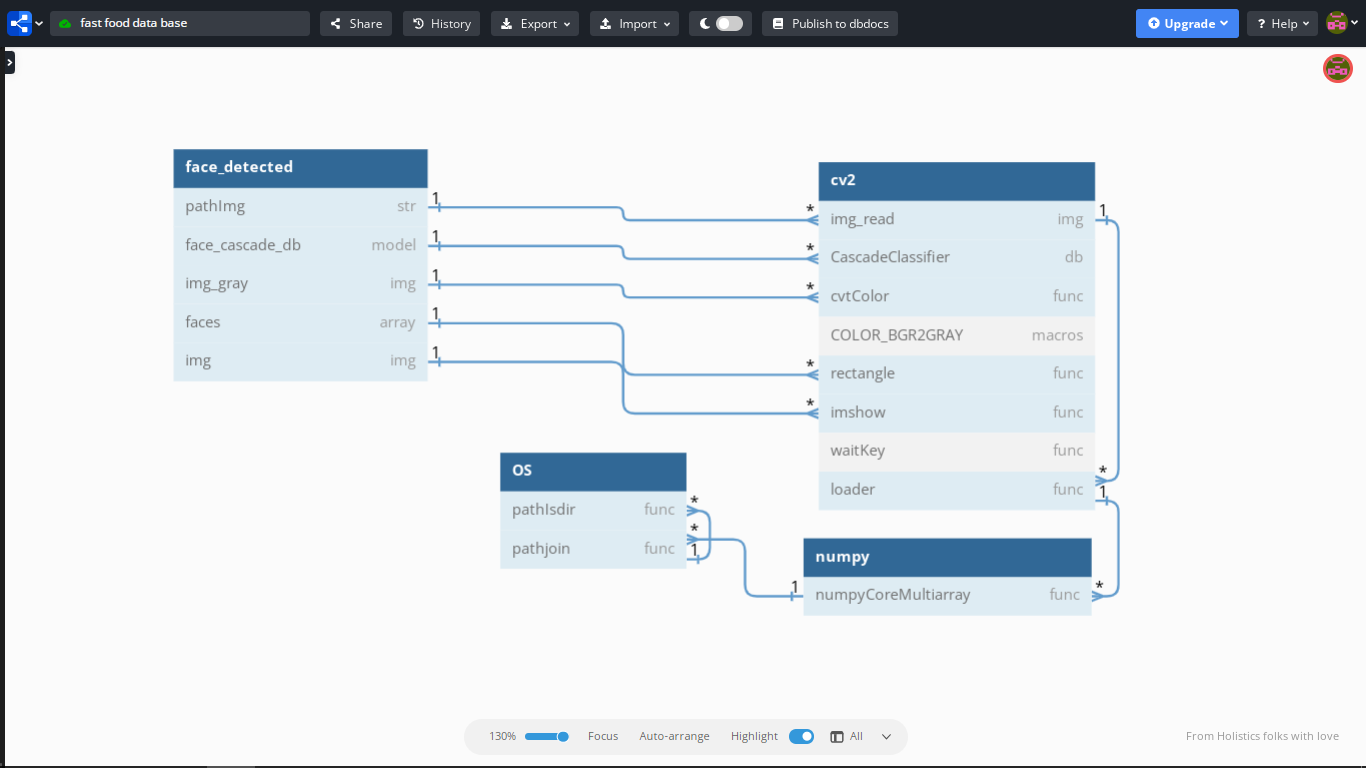 fast food data base
Share
History
Export
Import
Publish to dbdocs
Upgrade
? Help
face_detected
pathImg str
face_cascade_db model
img_gray img
faces array
img img
1
1
1
1
1
cv2
img_read img
CascadeClassifier db
cvtColor func
COLOR_BGR2GRAY macros
rectangle func
imshow func
waitKey func
loader func
*
*
*
*
*
1
*
1
OS
pathIsdir func
pathjoin func
*
*
1
numpy
numpyCoreMultiarray func
1
*
130% Focus Auto-arrange Highlight All
From Holistics folks with love